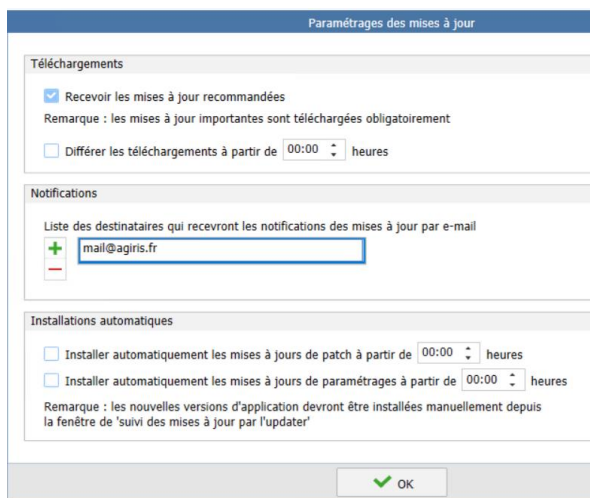 Paramétrages des mises à jour
Téléchargements
Recevoir les mises à jour recommandées
Remarque : les mises à jour importantes sont téléchargées obligatoirement
Différer les téléchargements à partir de 00:00 heures
Notifications
Liste des destinataires qui recevront les notifications des mises à jour par e-mail
mail@agiris.fr
Installations automatiques
Installer automatiquement les mises à jours de patch à partir de 00:00 heures
Installer automatiquement les mises à jours de paramétrages à partir de 00:00 heures
Remarque : les nouvelles versions d'application devront être installées manuellement depuis
la fenêtre de 'suivi des mises à jour par l'updater'
OK